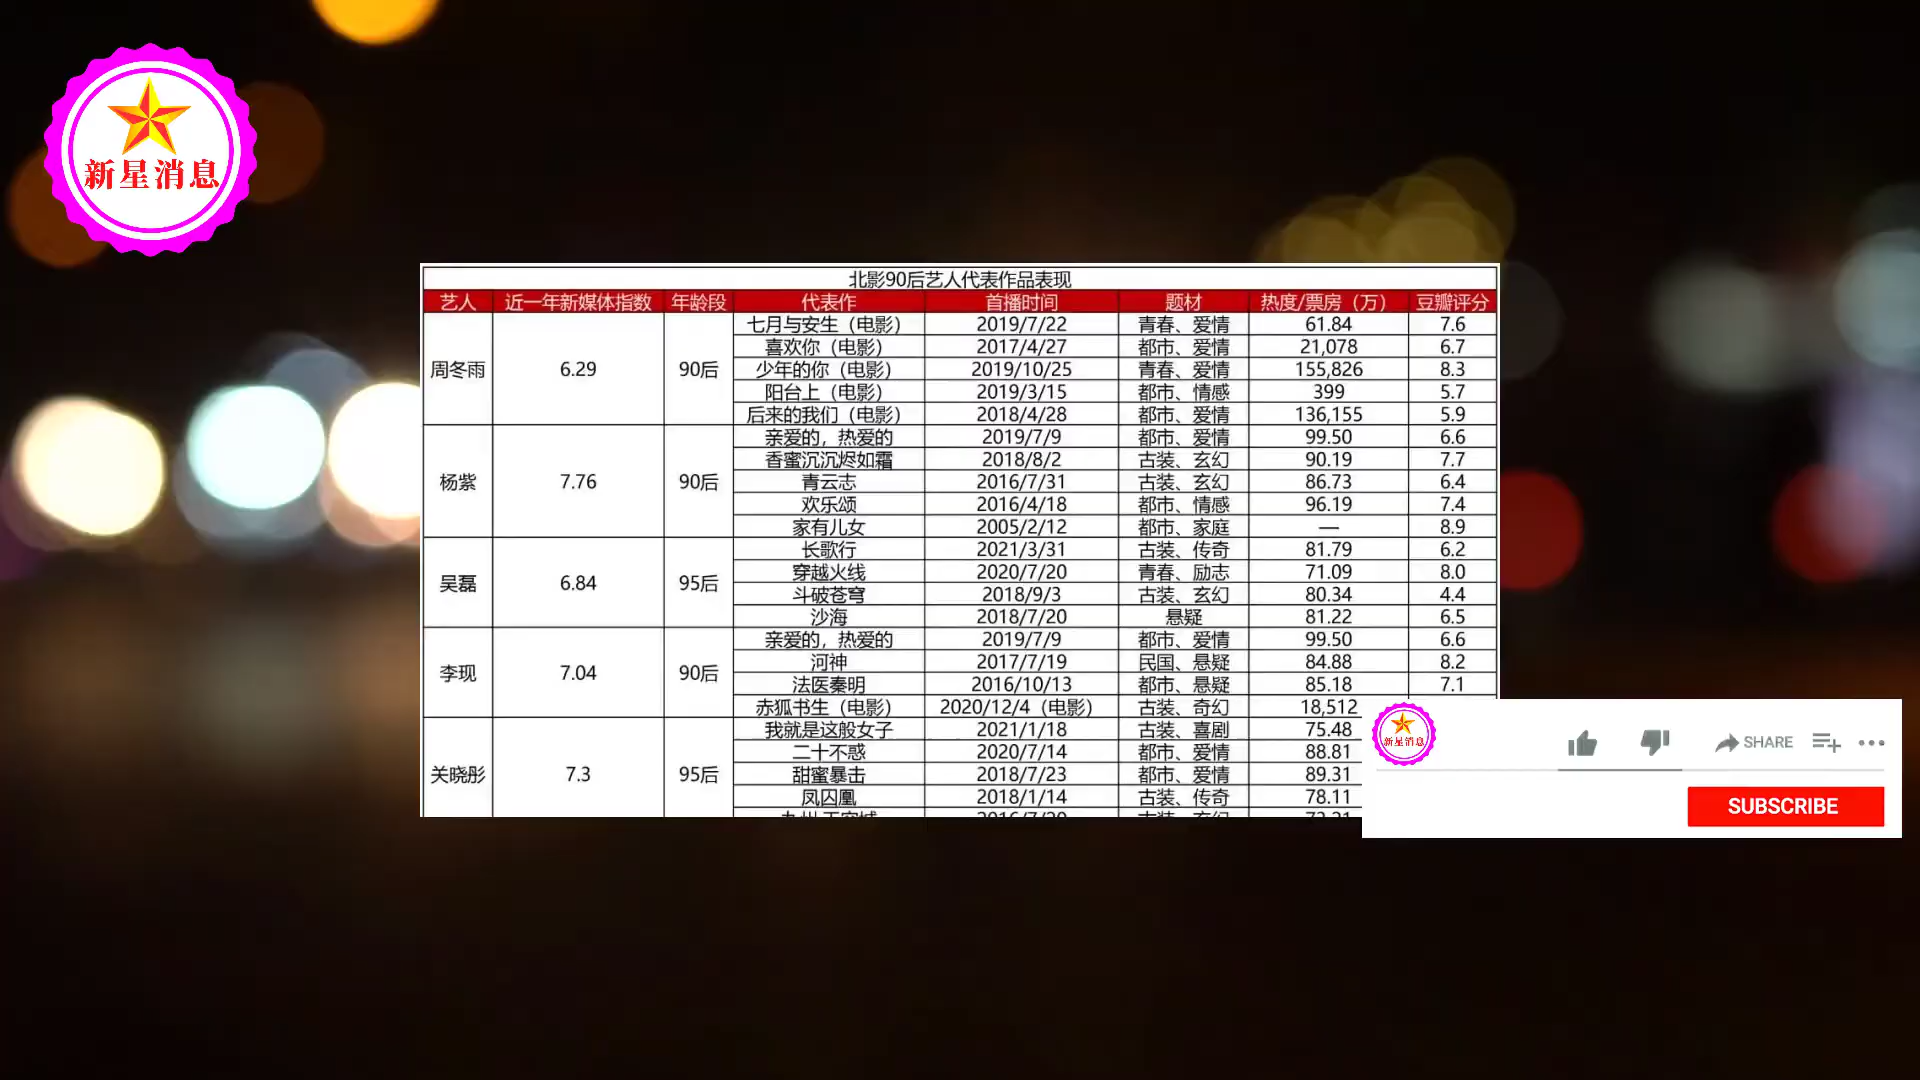 新星消息
北影90后艺人代表作品表现
艺人 近一年新媒体指数 年龄段 代表作 首播时间 题材 热度/票房（万） 豆瓣评分
周冬雨 6.29 90后 七月与安生（电影） 2019/7/22 青春、爱情 61.84 7.6
喜欢你（电影） 2017/4/27 都市、爱情 21,078 6.7
少年的你（电影） 2019/10/25 青春、爱情 155,826 8.3
阳台上（电影） 2019/3/15 都市、情感 399 5.7
后来的我们（电影） 2018/4/28 都市、爱情 136,155 5.9
杨紫 7.76 90后 亲爱的，热爱的 2019/7/9 都市、爱情 99.50 6.6
香蜜沉沉烬如霜 2018/8/2 古装、玄幻 90.19 7.7
青云志 2016/7/31 古装、玄幻 86.73 6.4
欢乐颂 2016/4/18 都市、情感 96.19 7.4
家有儿女 2005/2/12 都市、家庭 — 8.9
吴磊 6.84 95后 长歌行 2021/3/31 古装、传奇 81.79 6.2
穿越火线 2020/7/20 青春、励志 71.09 8.0
斗破苍穹 2018/9/3 古装、玄幻 80.34 4.4
沙海 2018/7/20 悬疑 81.22 6.5
李现 7.04 90后 亲爱的，热爱的 2019/7/9 都市、爱情 99.50 6.6
河神 2017/7/19 民国、悬疑 84.88 8.2
法医秦明 2016/10/13 都市、悬疑 85.18 7.1
赤狐书生（电影） 2020/12/4（电影） 古装、奇幻 18,512
关晓彤 7.3 95后 我就是这般女子 2021/1/18 古装、喜剧 75.48
二十不惑 2020/7/14 都市、爱情 88.81
甜蜜暴击 2018/7/23 都市、爱情 89.31
凤囚凰 2018/1/14 古装、传奇 78.11
新星消息
SHARE
SUBSCRIBE